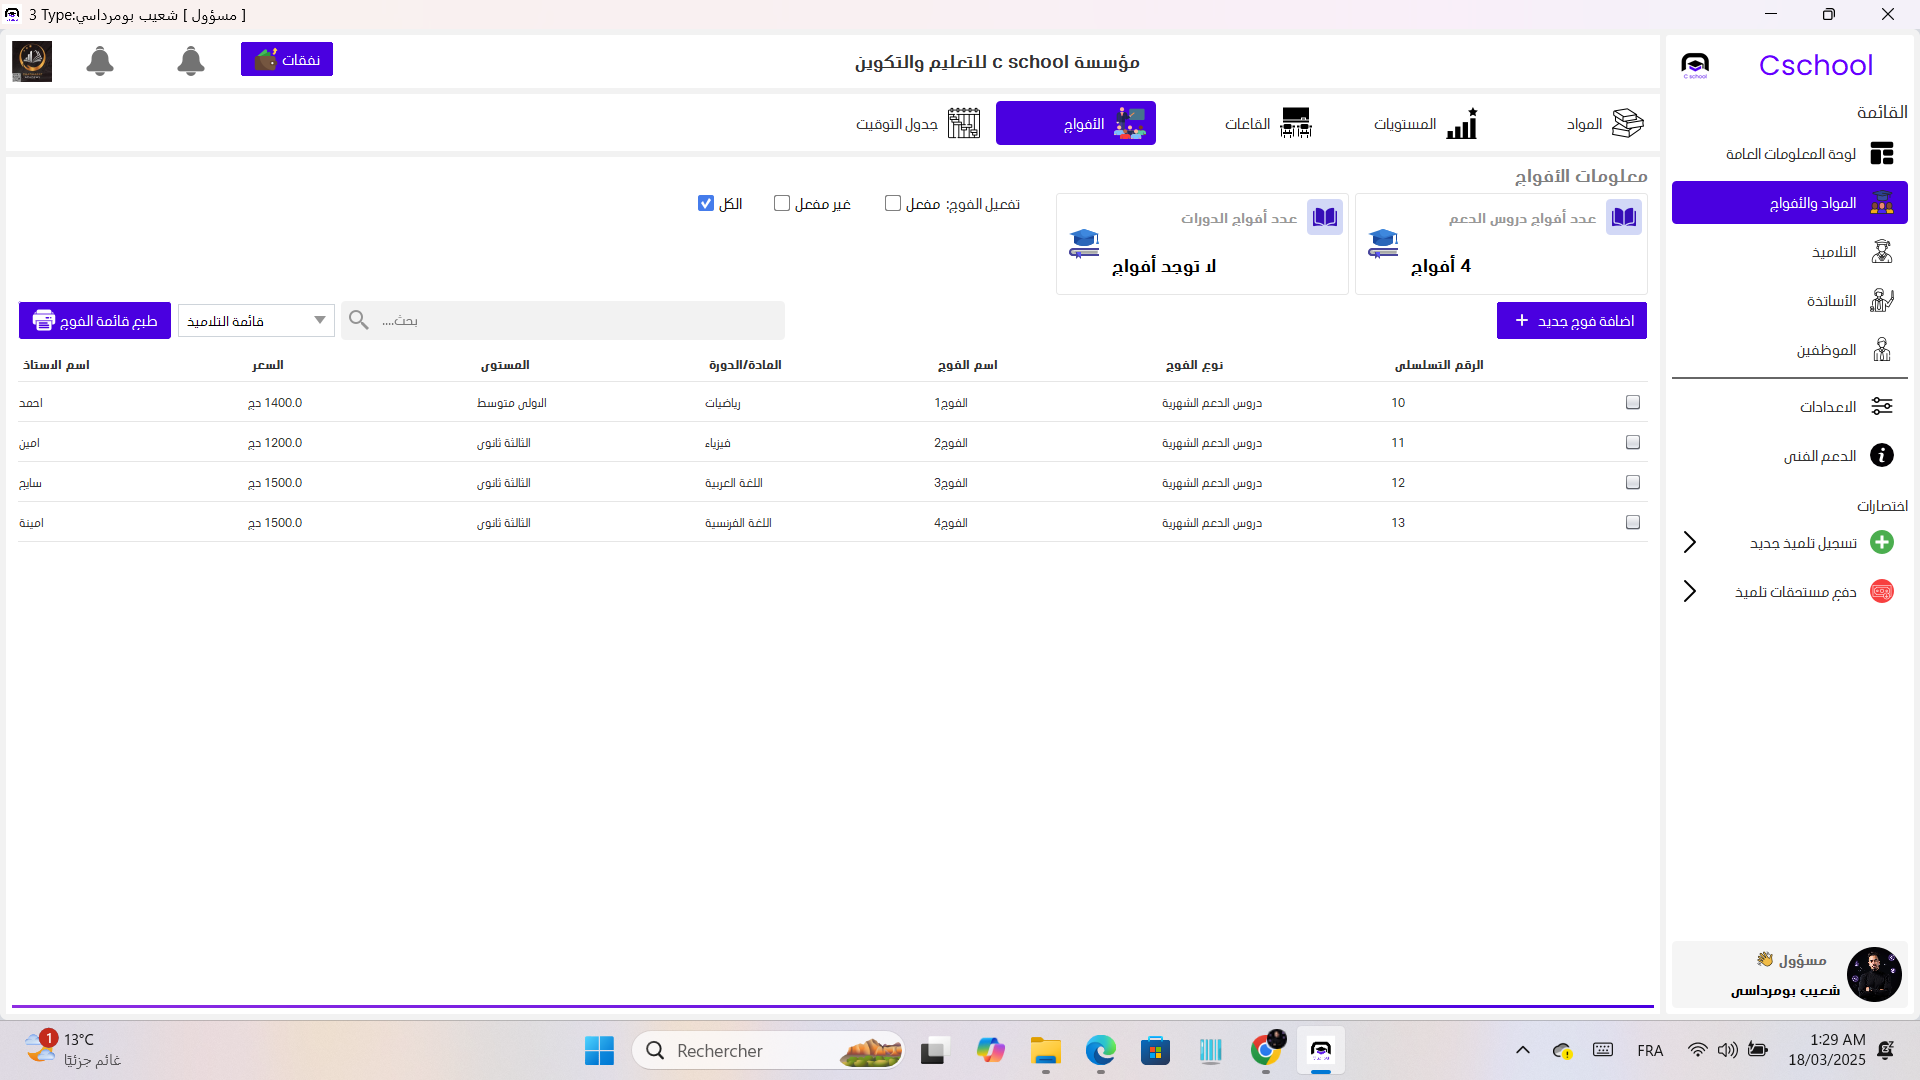 3 Type:شعيب بومرداسي [ مسؤول ]
Cschool
C school
مؤسسة c school للتعليم والتكوين
نفقات
القائمة
لوحة المعلومات العامة
المواد والأفواج
التلاميذ
الأساتذة
الموظفين
الاعدادات
الدعم الفني
اختصارات
تسجيل تلميذ جديد
دفع مستحقات تلميذ
مسؤول
شعيب بومرداسي
المواد
المستويات
القاعات
الأفواج
جدول التوقيت
معلومات الأفواج
عدد أفواج دروس الدعم
4 أفواج
عدد أفواج الدورات
لا توجد أفواج
تفعيل الفوج: مفعل غير مفعل الكل
اضافة فوج جديد +
بحث....
قائمة التلاميذ
طبع قائمة الفوج
الرقم التسلسلي نوع الفوج اسم الفوج المادة/الدورة المستوى السعر اسم الاستاذ
10 دروس الدعم الشهرية الفوج1 رياضيات الاولى متوسط 1400.0 دج احمد
11 دروس الدعم الشهرية الفوج2 فيزياء الثالثة ثانوي 1200.0 دج امين
12 دروس الدعم الشهرية الفوج3 اللغة العربية الثالثة ثانوي 1500.0 دج سايح
13 دروس الدعم الشهرية الفوج4 اللغة الفرنسية الثالثة ثانوي 1500.0 دج امينة
1
13°C
غائم جزئيًا
Rechercher
FRA
1:29 AM
18/03/2025